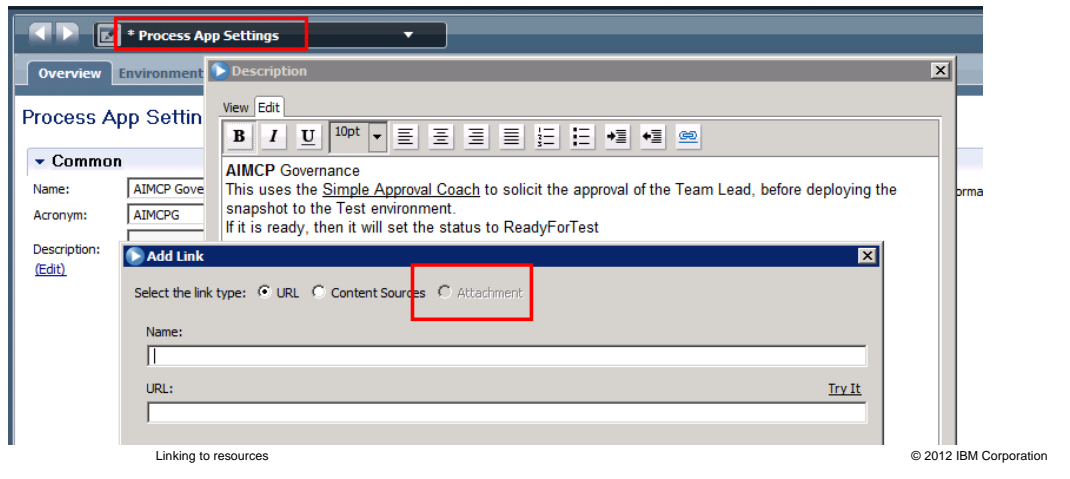 * Process App Settings
Overview Environment
Description
Process App Settin
View Edit
B I U 10pt
Common
AIMCP Governance
Name: AIMCP Gove
This uses the Simple Approval Coach to solicit the approval of the Team Lead, before deploying the
orma
Acronym: AIMCPG
snapshot to the Test environment.
If it is ready, then it will set the status to ReadyForTest
Description:
(Edit)
Add Link
Select the link type: URL Content Sources Attachment
Name:
URL: Try It
Linking to resources © 2012 IBM Corporation